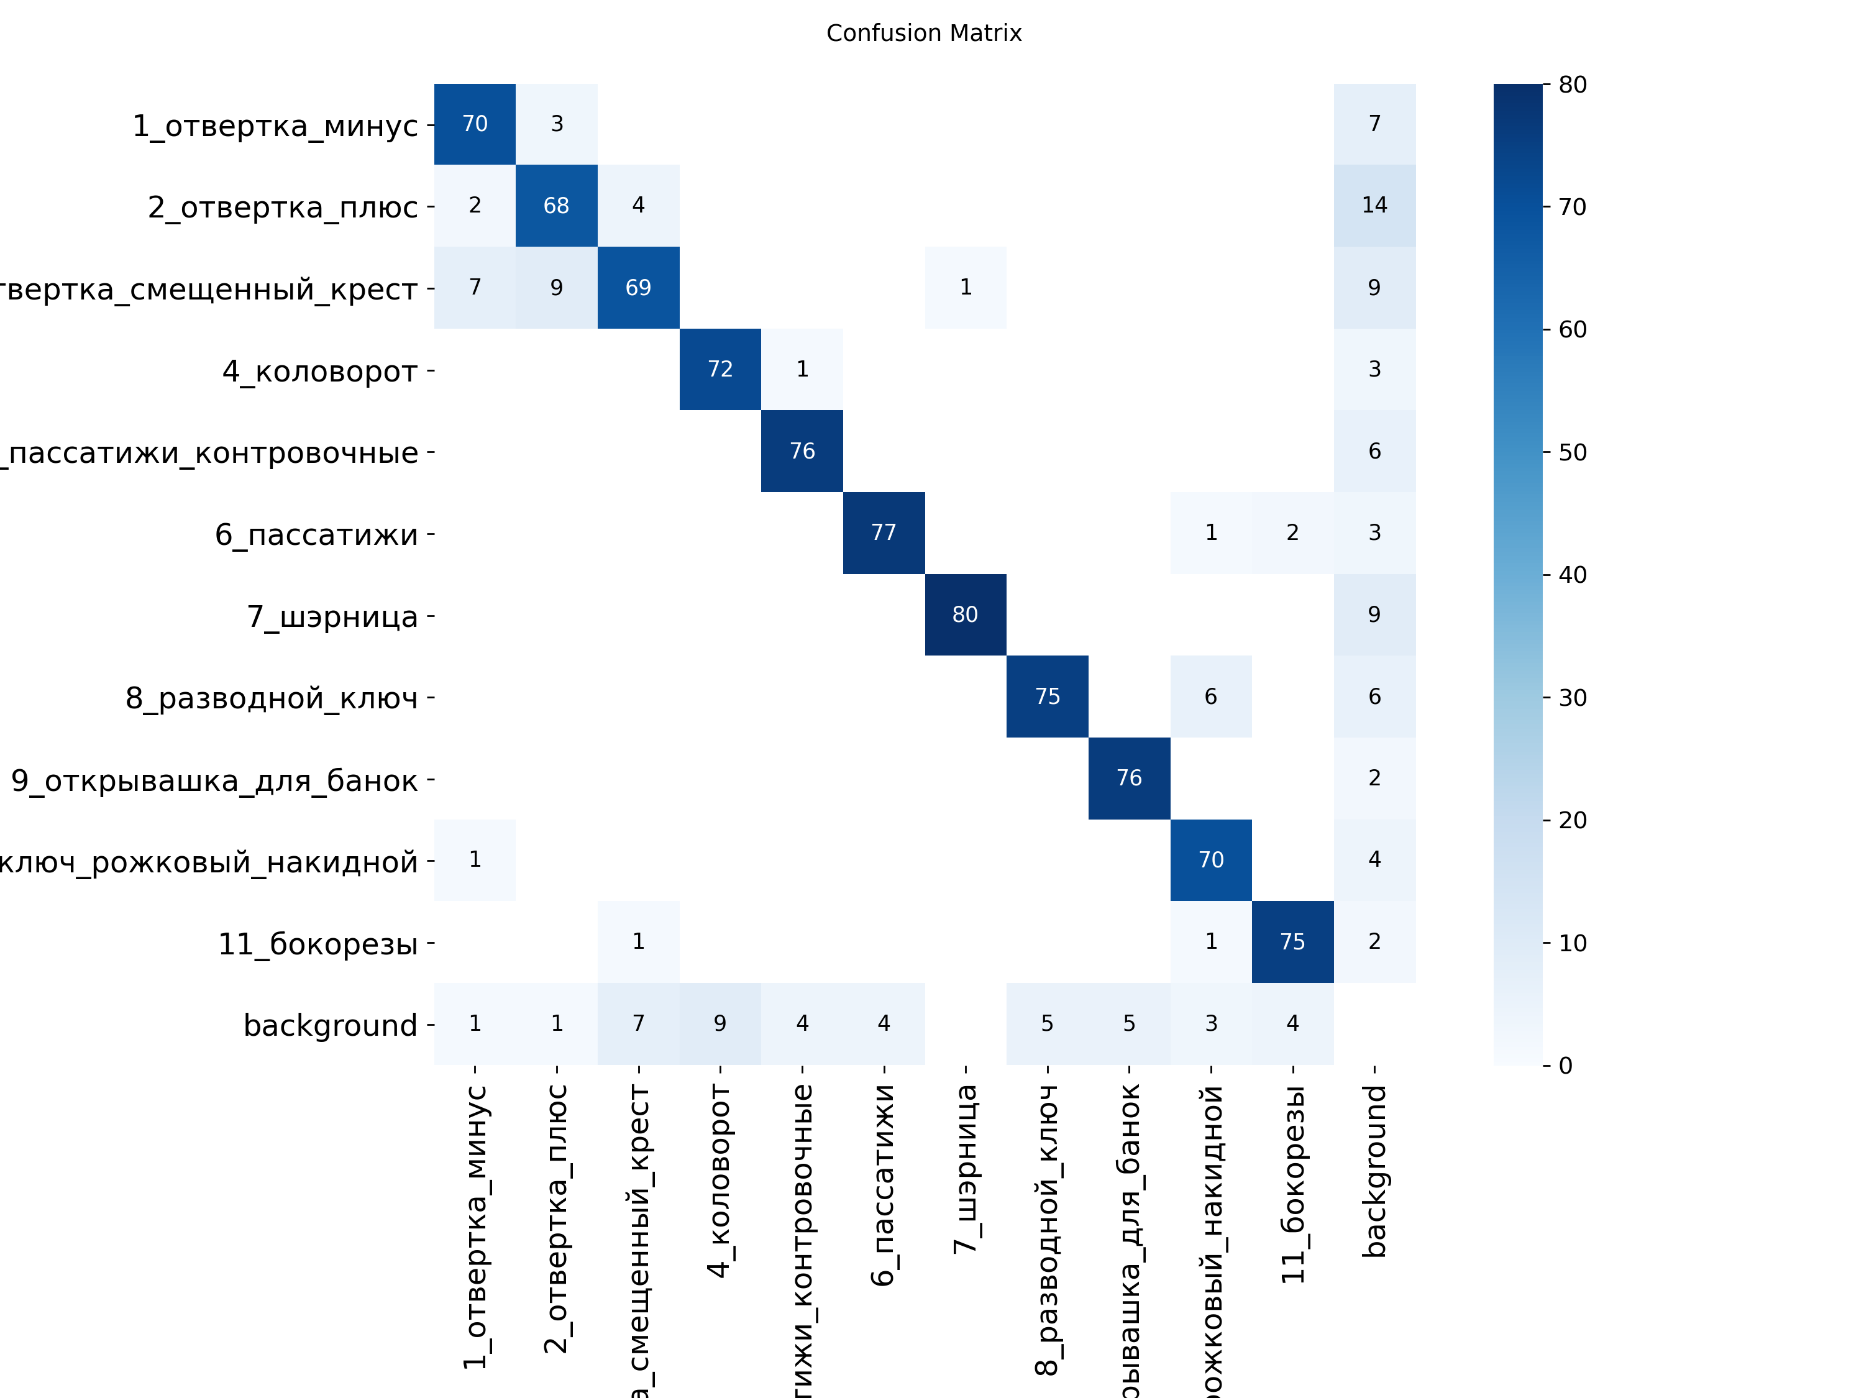 Confusion Matrix
1_отвертка_минус 70 3 7
2_отвертка_плюс 2 68 4 14
твертка_смещенный_крест 7 9 69 1 9
4_коловорот 72 1 3
_пассатижи_контровочные 76 6
6_пассатижи 77 1 2 3
7_шэрница 80 9
8_разводной_ключ 75 6 6
9_открывашка_для_банок 76 2
ключ_рожковый_накидной 1 70 4
11_бокорезы 1 1 75 2
background 1 1 7 9 4 4 5 5 3 4
1_отвертка_минус
2_отвертка_плюс
а_смещенный_крест
4_коловорот
тижи_контровочные
6_пассатижи
7_шэрница
8_разводной_ключ
рывашка_для_банок
рожковый_накидной
11_бокорезы
background
80
70
60
50
40
30
20
10
0